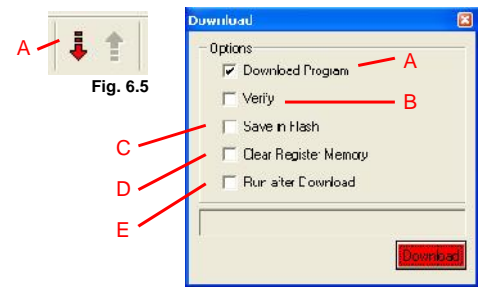 A
Fig. 6.5
Download
Options
Download Program
A
Verify
B
Save in Flash
C
Clear Register Memory
D
Run after Download
E
Download